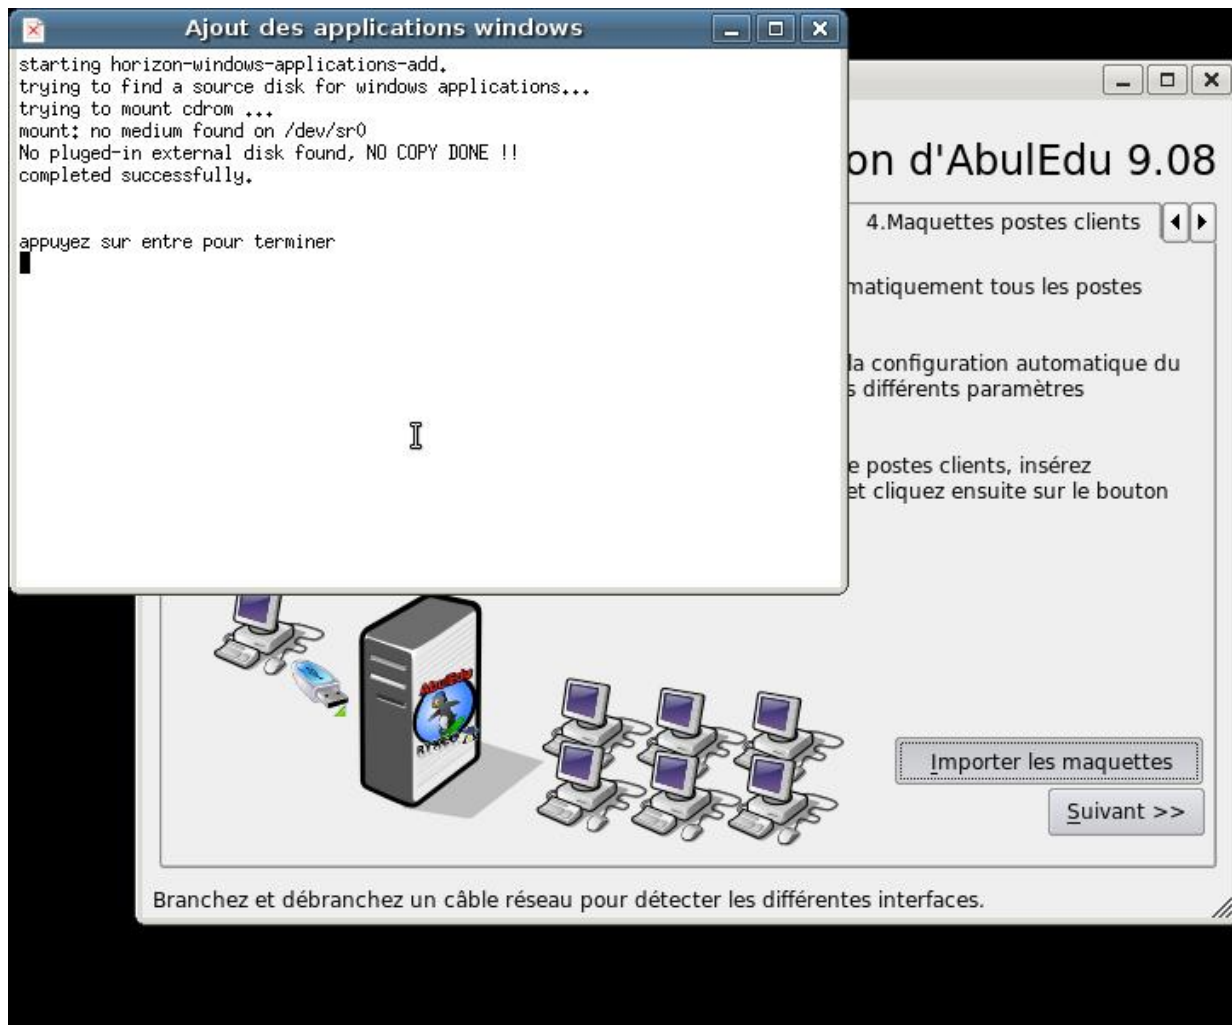 Ajout des applications windows
starting horizon-windows-applications-add.
trying to find a source disk for windows applications...
trying to mount cdrom ...
mount: no medium found on /dev/sr0
No pluged-in external disk found, NO COPY DONE !!
completed successfully.
appuyez sur entre pour terminer
on d'AbulEdu 9.08
4.Maquettes postes clients
matiquement tous les postes
la configuration automatique du
s différents paramètres
e postes clients, insérez
et cliquez ensuite sur le bouton
AbulEdu
Importer les maquettes
Suivant >>
Branchez et débranchez un câble réseau pour détecter les différentes interfaces.